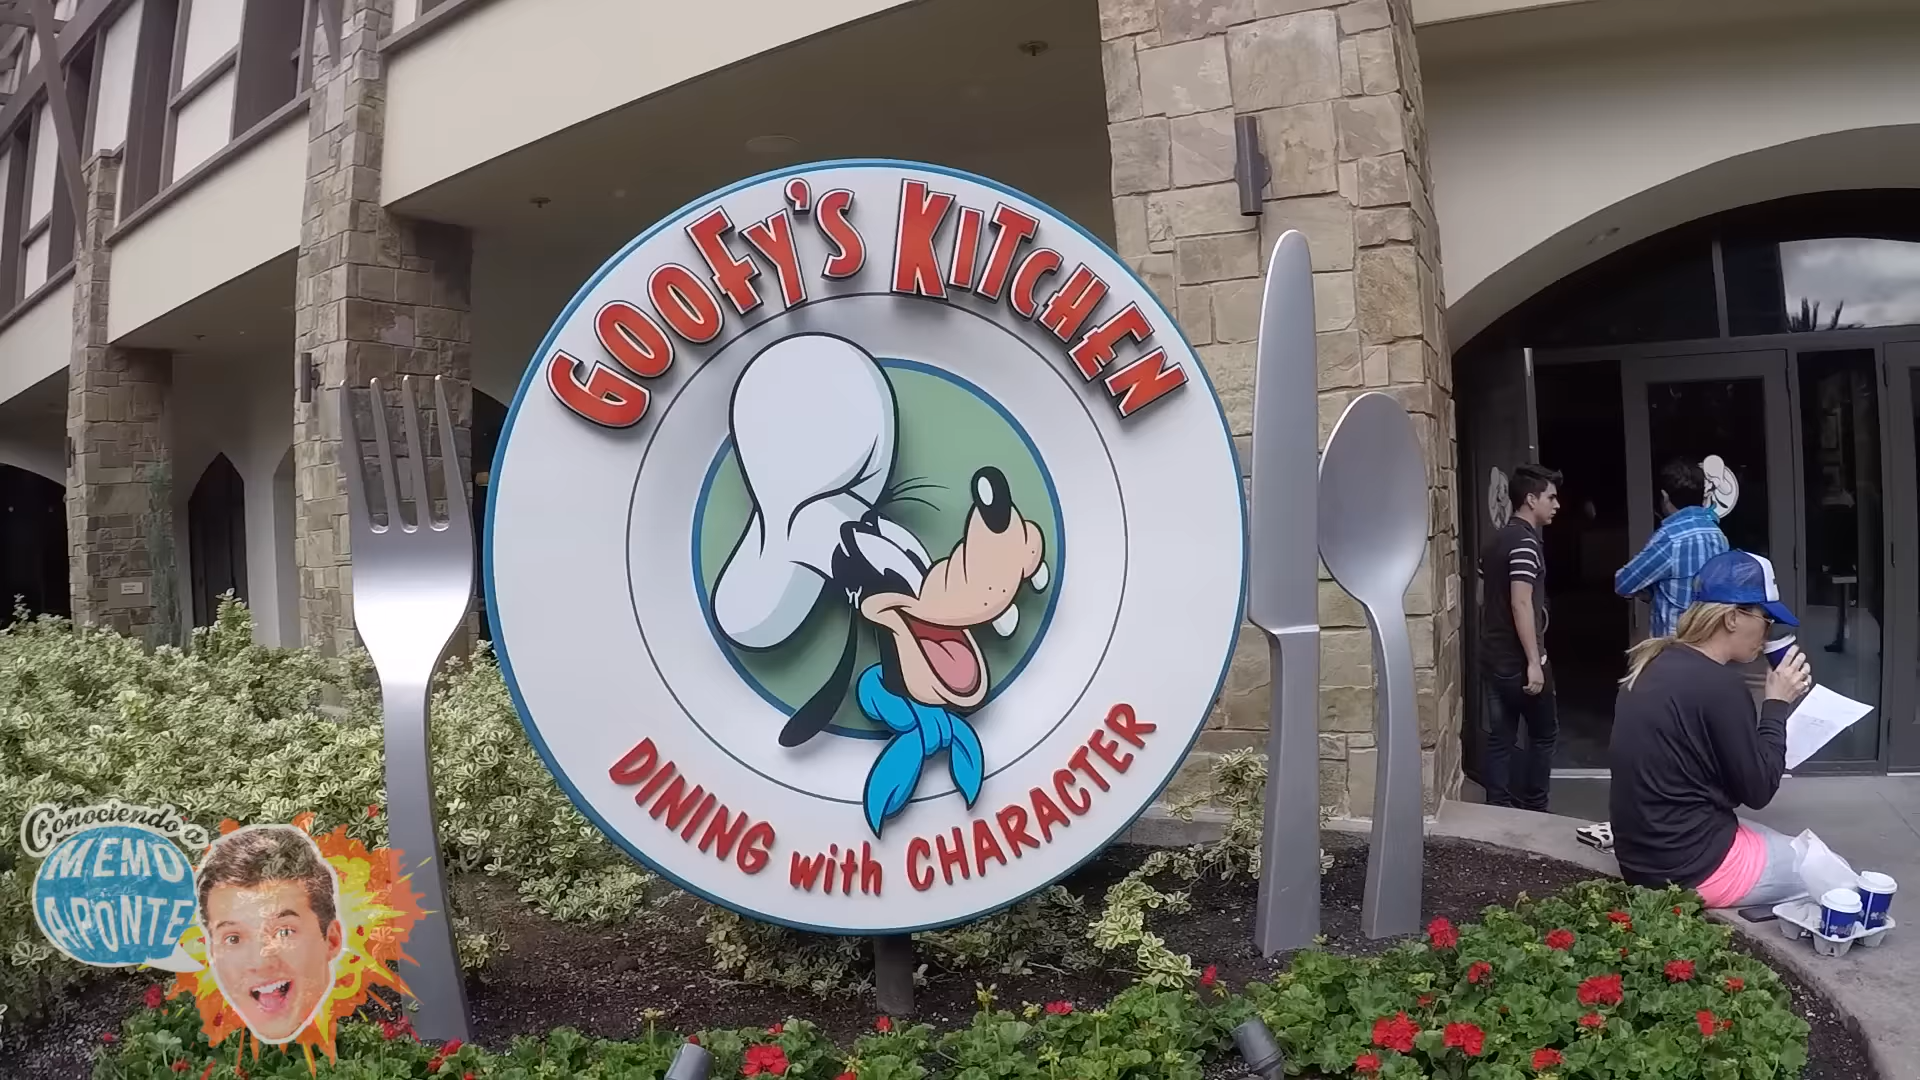 GOOFY'S KITCHEN
DINING with CHARACTER
Conociendo a
MEMO
APONTE